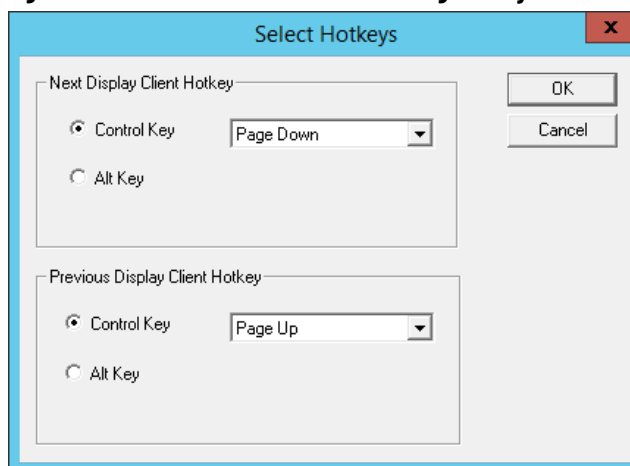 Select Hotkeys
x
Next Display Client Hotkey
OK
Control Key
Page Down
Cancel
Alt Key
Previous Display Client Hotkey
Control Key
Page Up
Alt Key